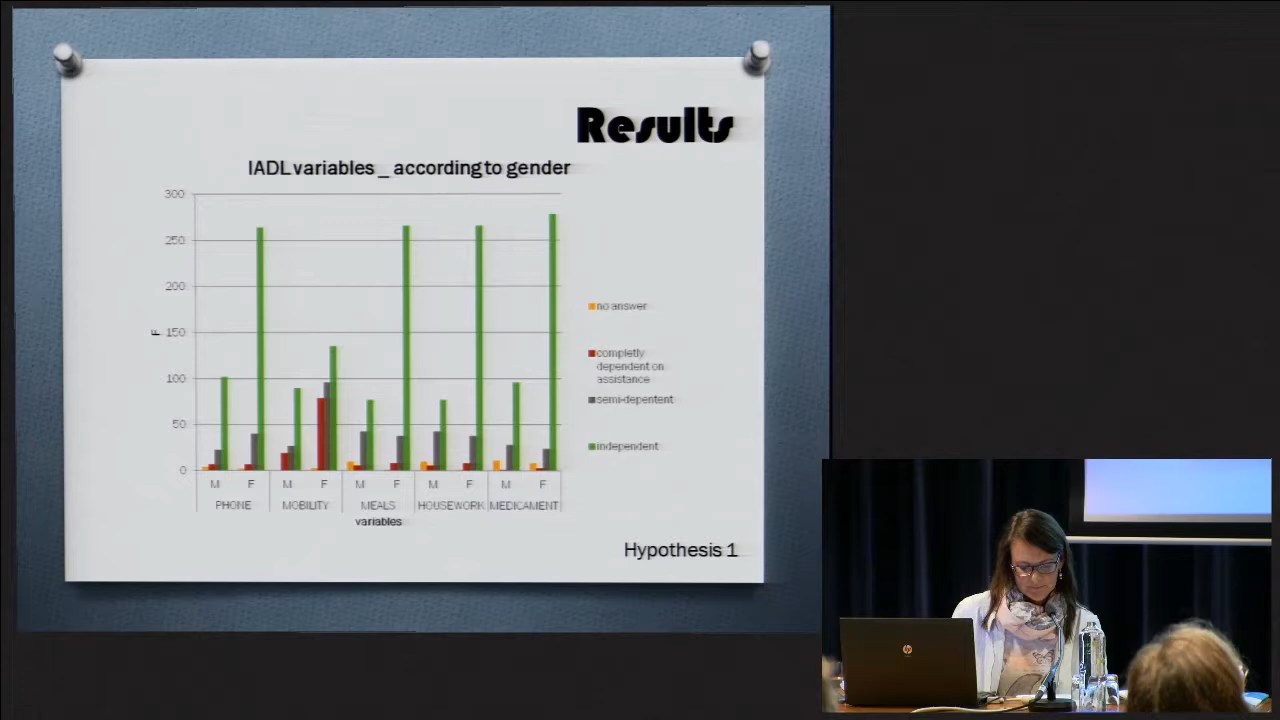 Results
IADL variables _ according to gender
300
250
200
150
100
50
0
F
no answer
completly
dependent on
assistance
semi-depentent
independent
M F M F M F M F M F
PHONE MOBILITY MEALS HOUSEWORK MEDICAMENT
variables
Hypothesis 1
hp